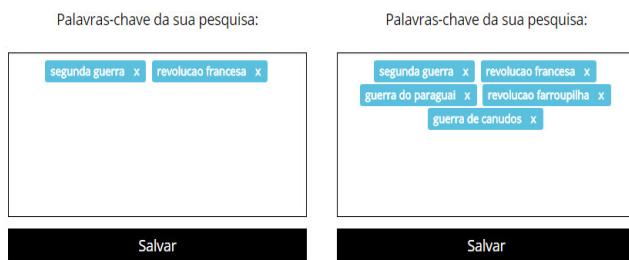 Palavras-chave da sua pesquisa:
segunda guerra x revolucao francesa x
Salvar
Palavras-chave da sua pesquisa:
segunda guerra x revolucao francesa x
guerra do paraguai x revolucao farroupilha x
guerra de canudos x
Salvar